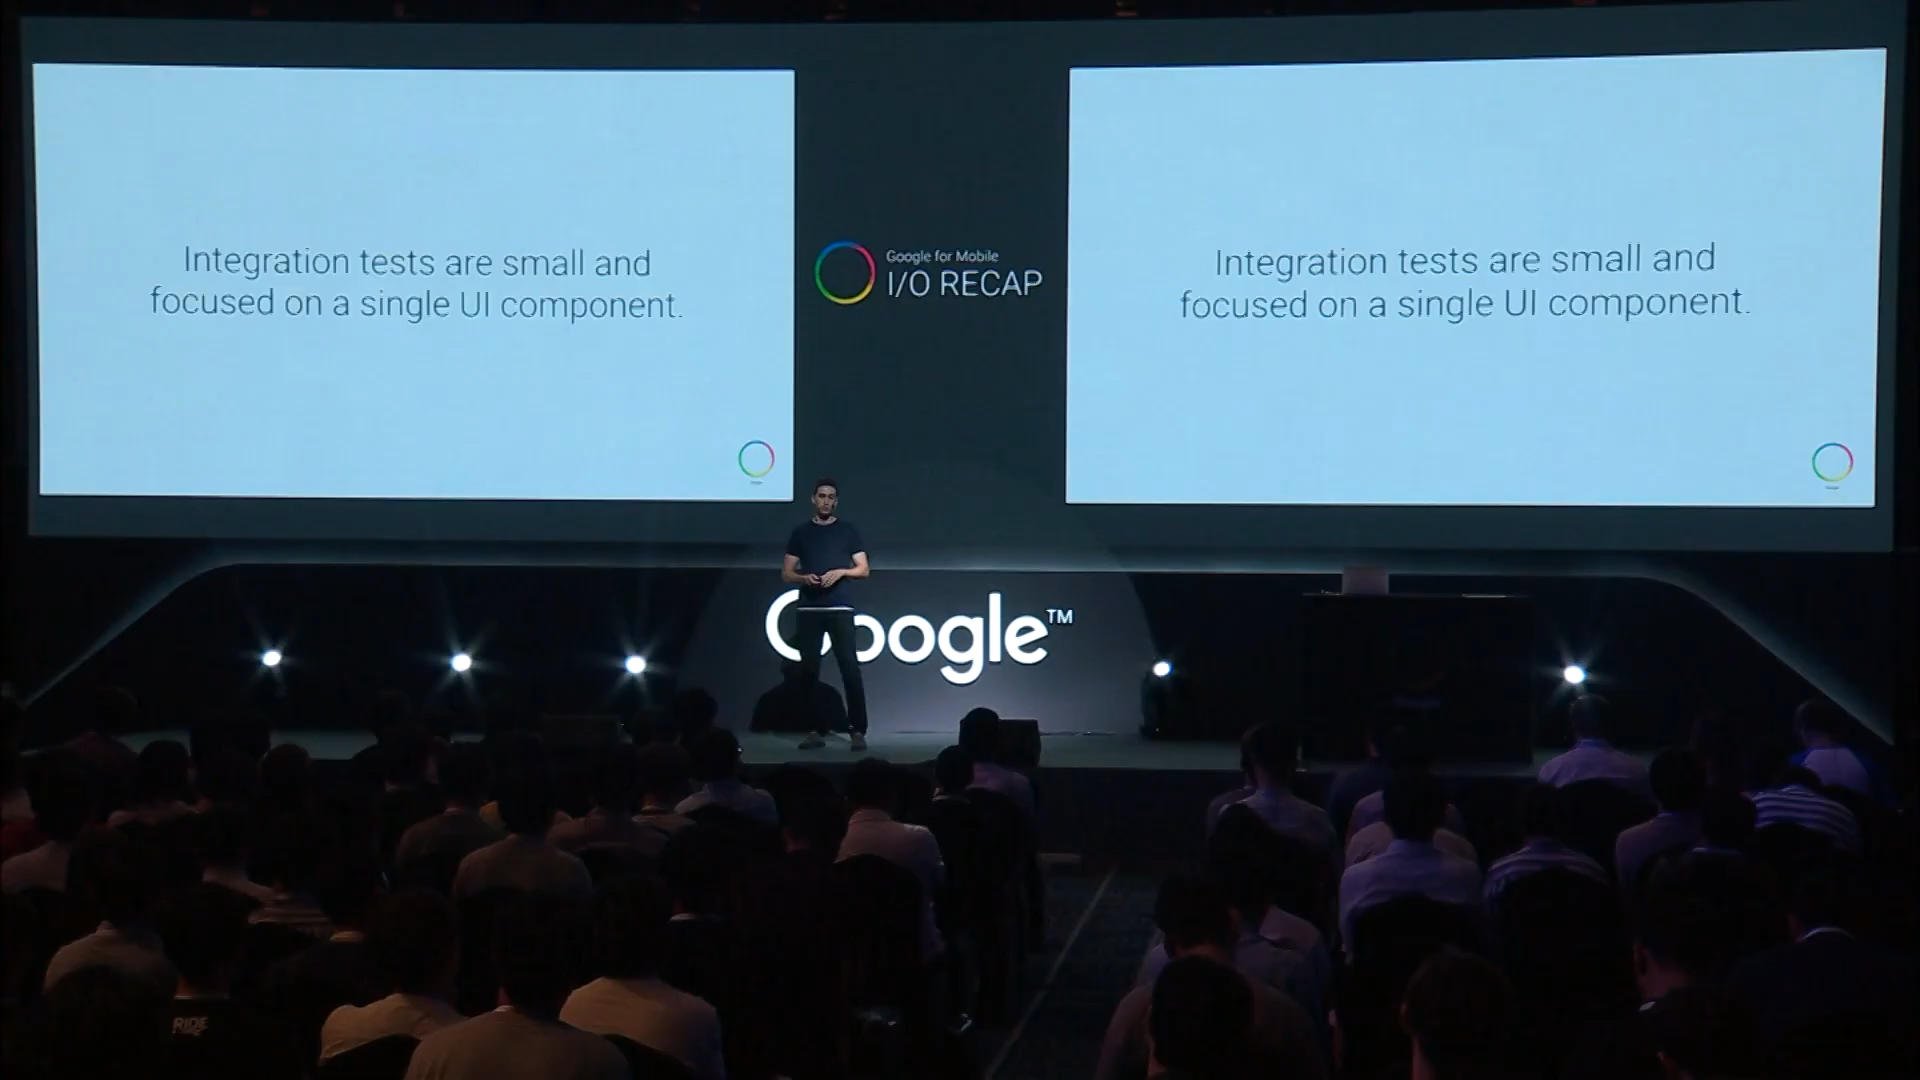 Integration tests are small and
focused on a single UI component.
Google for Mobile
I/O RECAP
Integration tests are small and
focused on a single UI component.
Google™
RIDE